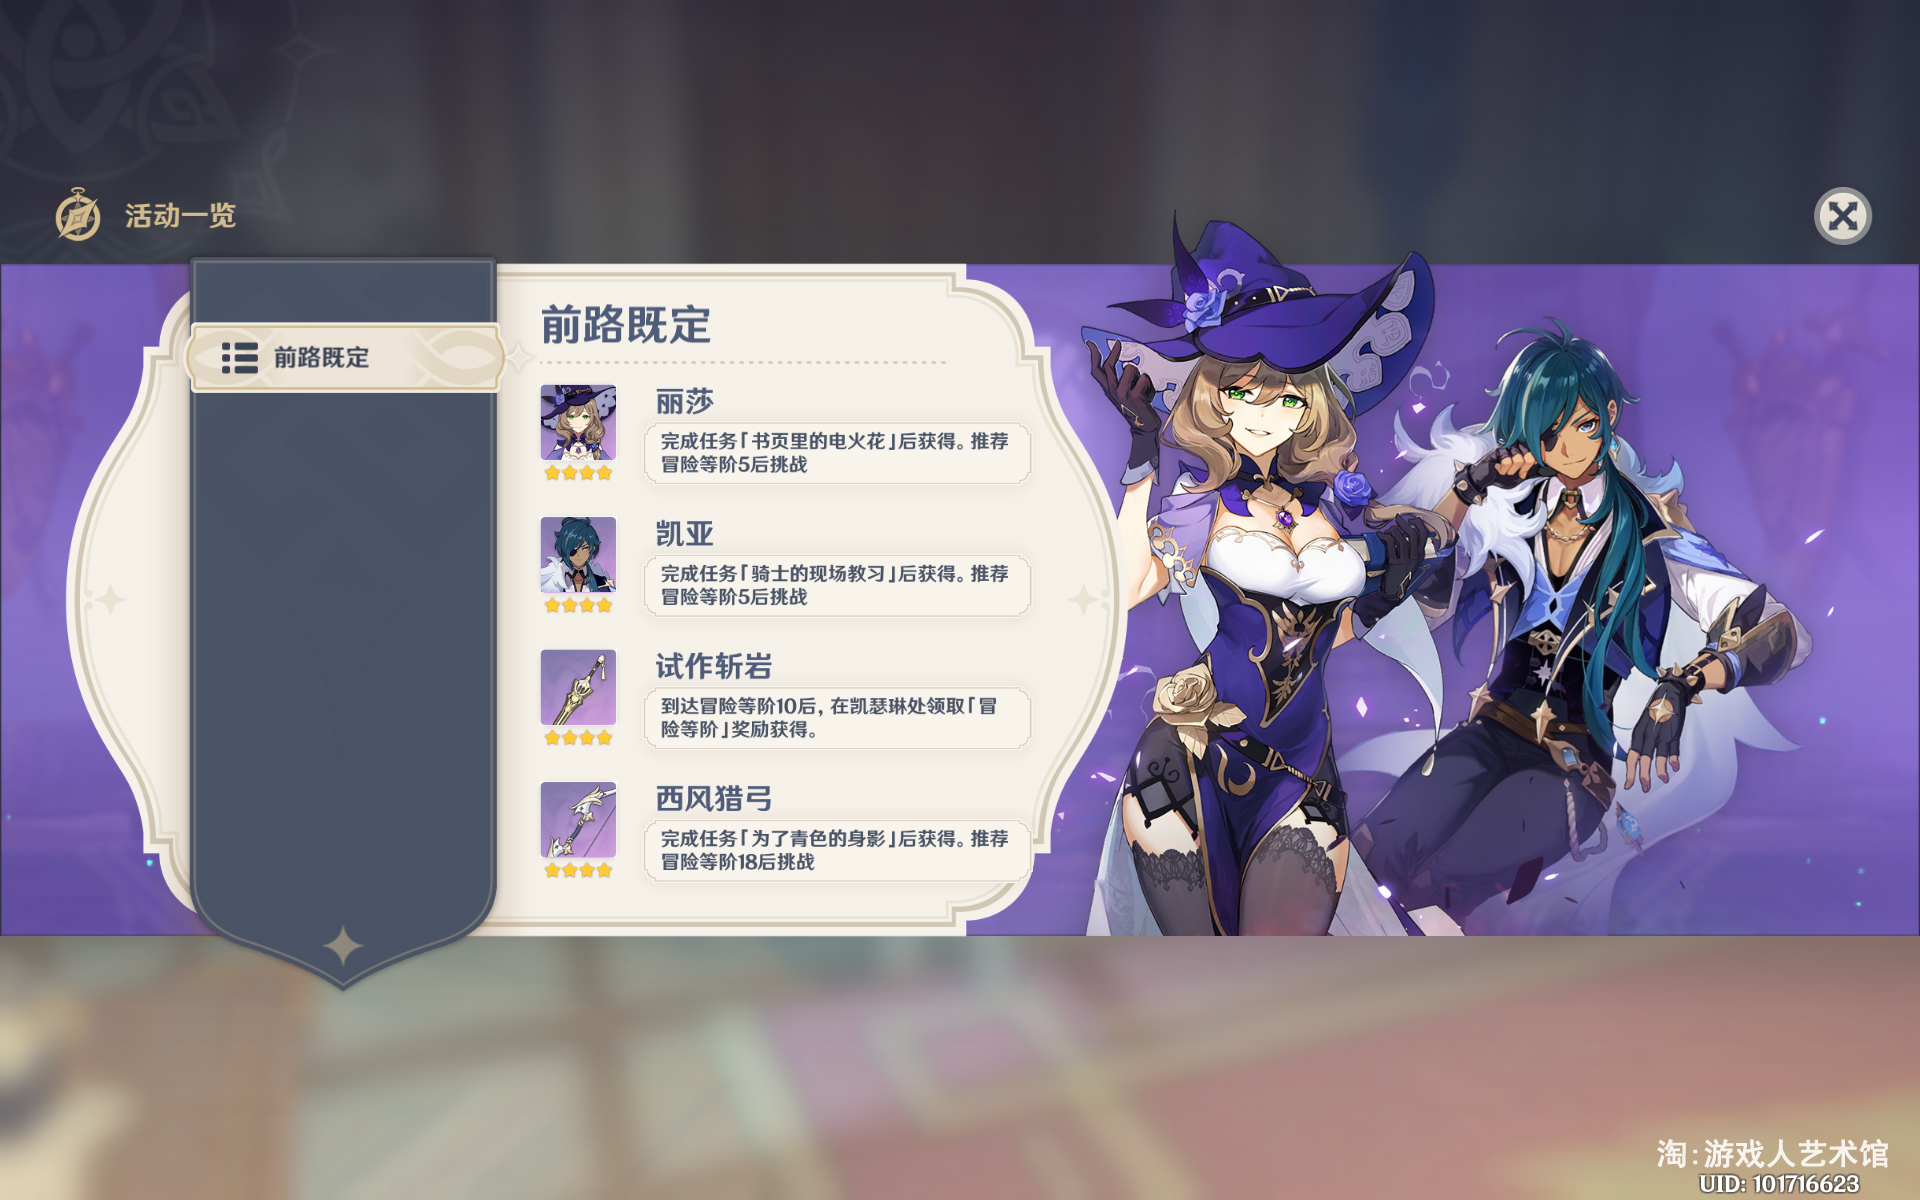 活动一览
前路既定
前路既定
丽莎
完成任务「书页里的电火花」后获得。推荐
冒险等阶5后挑战
凯亚
完成任务「骑士的现场教习」后获得。推荐
冒险等阶5后挑战
试作斩岩
到达冒险等阶10后，在凯瑟琳处领取「冒
险等阶」奖励获得。
西风猎弓
完成任务「为了青色的身影」后获得。推荐
冒险等阶18后挑战
淘:游戏人艺术馆
UID: 101716623